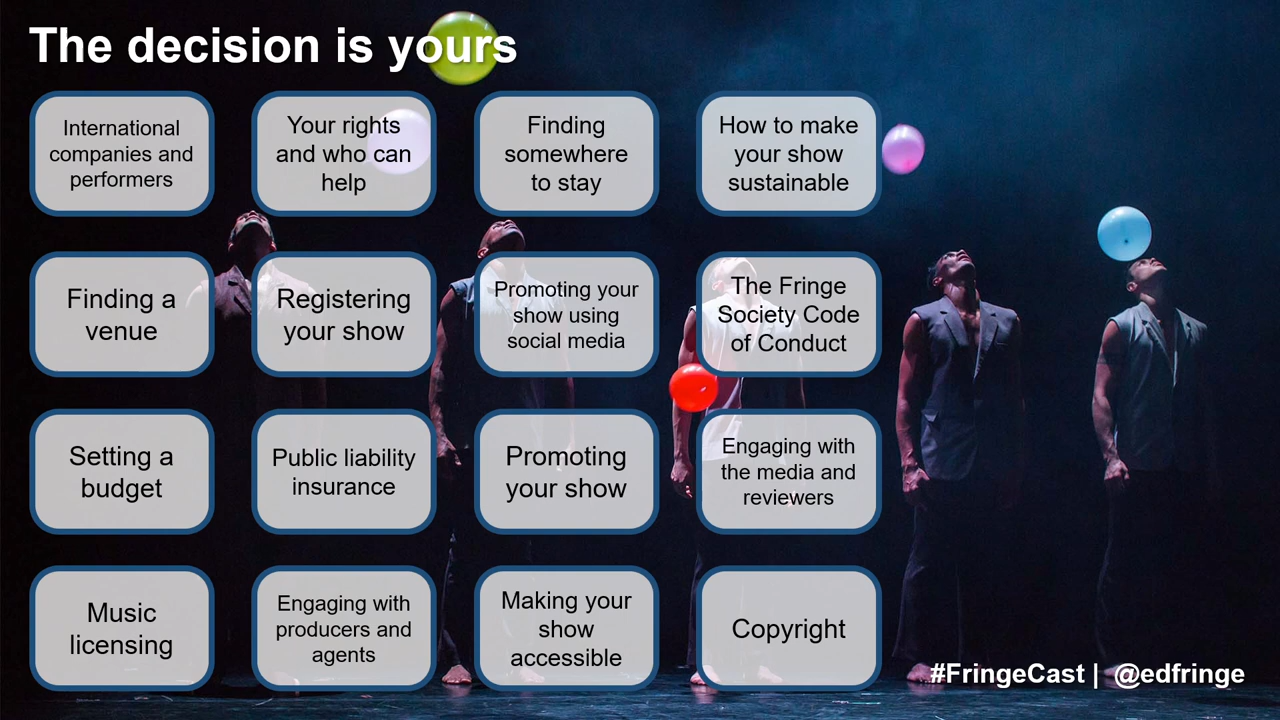 The decision is yours
International
companies and
performers
Your rights
and who can
help
Finding
somewhere
to stay
How to make
your show
sustainable
Finding a
venue
Registering
your show
Promoting your
show using
social media
The Fringe
Society Code
of Conduct
Setting a
budget
Public liability
insurance
Promoting
your show
Engaging with
the media and
reviewers
Music
licensing
Engaging with
producers and
agents
Making your
show
accessible
Copyright
#FringeCast | @edfringe